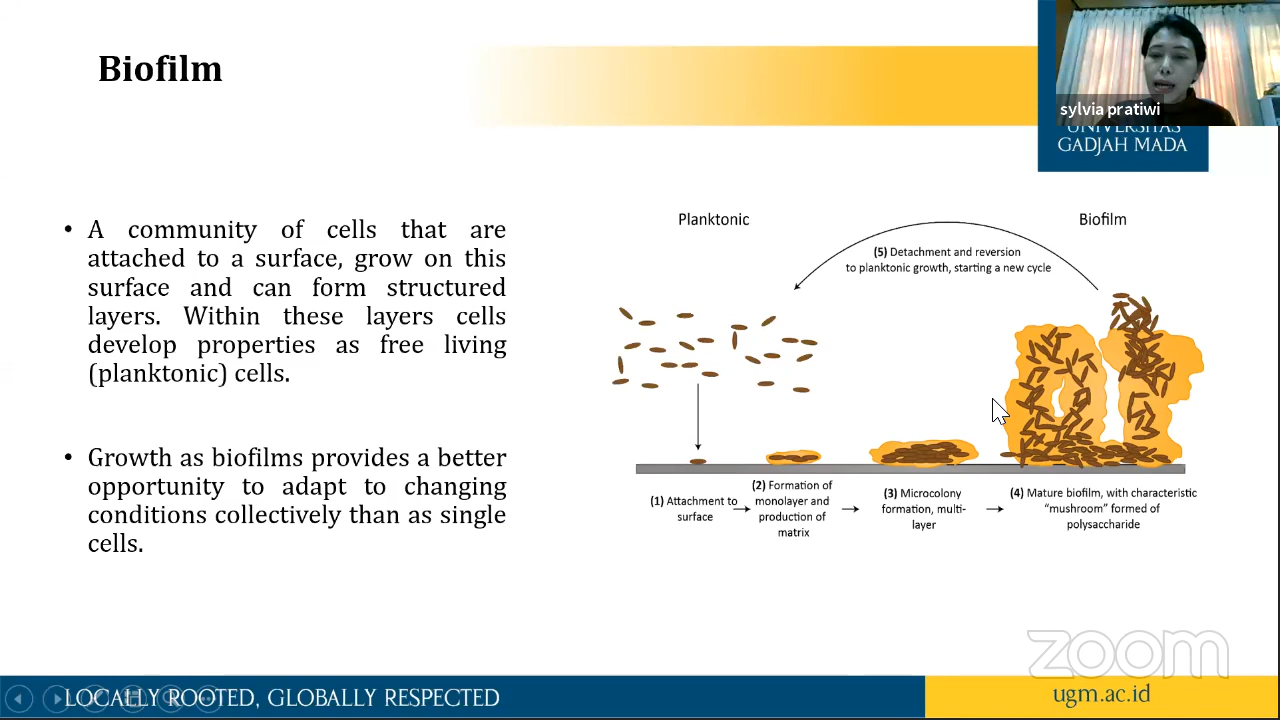 Biofilm
sylvia pratiwi
UNIVERSITAS
GADJAH MADA
• A community of cells that are
attached to a surface, grow on this
surface and can form structured
layers. Within these layers cells
develop properties as free living
(planktonic) cells.
• Growth as biofilms provides a better
opportunity to adapt to changing
conditions collectively than as single
cells.
Planktonic
Biofilm
(5) Detachment and reversion
to planktonic growth, starting a new cycle
(1) Attachment to
surface
(2) Formation of
monolayer and
production of
matrix
(3) Microcolony
formation, multi-
layer
(4) Mature biofilm, with characteristic
“mushroom” formed of
polysaccharide
zoom
LOCALLY ROOTED, GLOBALLY RESPECTED
ugm.ac.id